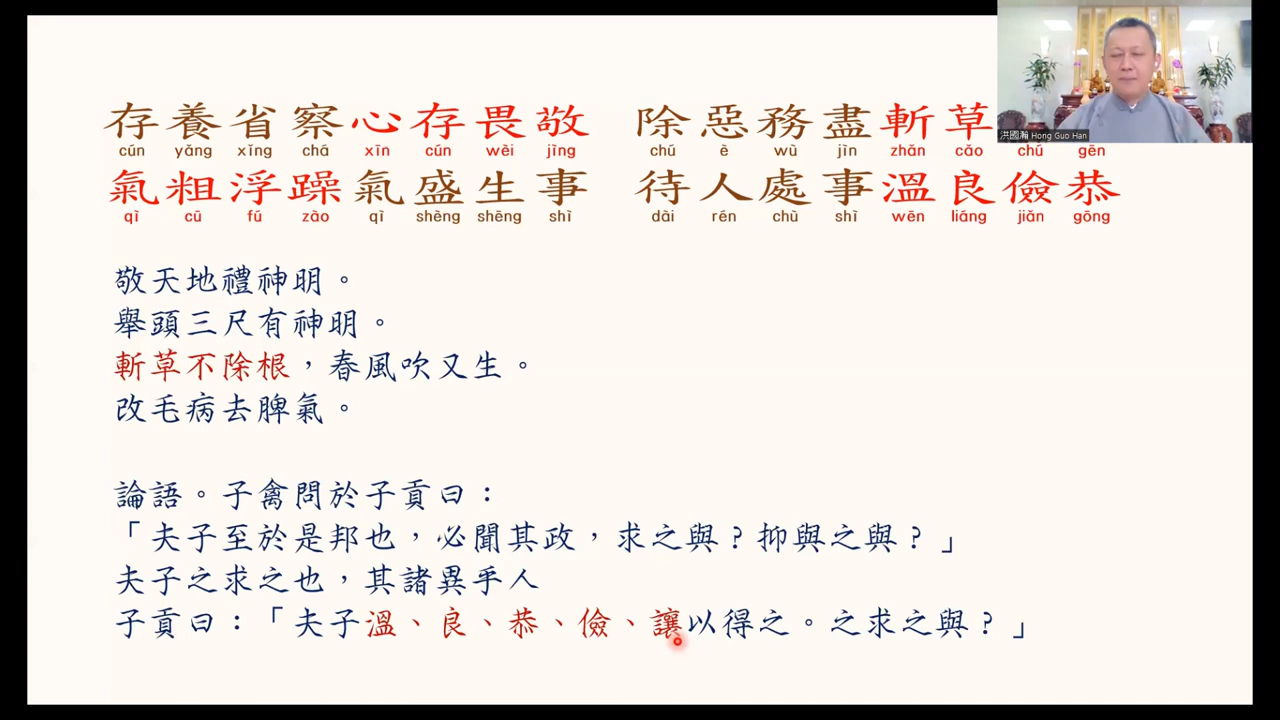 存養省察心存畏敬 除惡務盡斬草
cún yǎng xǐng chá xīn cún wèi jìng chú è wù jìn zhǎn cǎo chú gēn
氣粗浮躁氣盛生事 待人處事溫良儉恭
qì cū fú zào qì shèng shēng shì dài rén chù shì wēn liáng jiǎn gōng
敬天地禮神明。
舉頭三尺有神明。
斬草不除根，春風吹又生。
改毛病去脾氣。
論語。子禽問於子貢曰：
「夫子至於是邦也，必聞其政，求之與？抑與之與？」
夫子之求之也，其諸異乎人
子貢曰：「夫子溫、良、恭、儉、讓以得之。之求之與？」
洪國瀚 Hong Guo Han